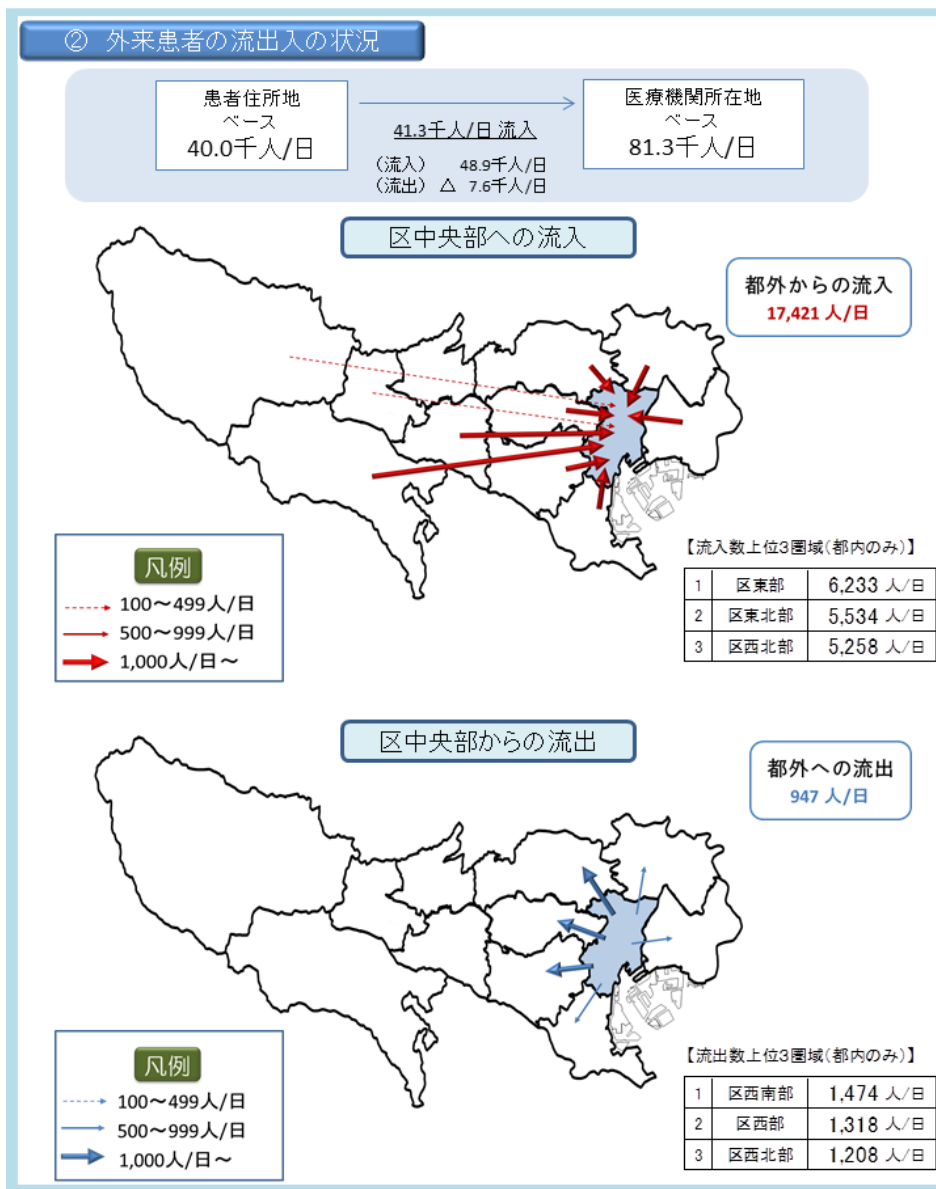 ② 外来患者の流出入の状況
患者住所地
ベース
40.0千人/日
41.3千人/日 流入
（流入） 48.9千人/日
（流出） △ 7.6千人/日
医療機関所在地
ベース
81.3千人/日
区中央部への流入
都外からの流入
17,421 人/日
凡例
100～499人/日
500～999人/日
1,000人/日～
【流入数上位3圏域(都内のみ)】
1 区東部 6,233 人/日
2 区東北部 5,534 人/日
3 区西北部 5,258 人/日
区中央部からの流出
都外への流出
947 人/日
凡例
100～499人/日
500～999人/日
1,000人/日～
【流出数上位3圏域(都内のみ)】
1 区西南部 1,474 人/日
2 区西部 1,318 人/日
3 区西北部 1,208 人/日